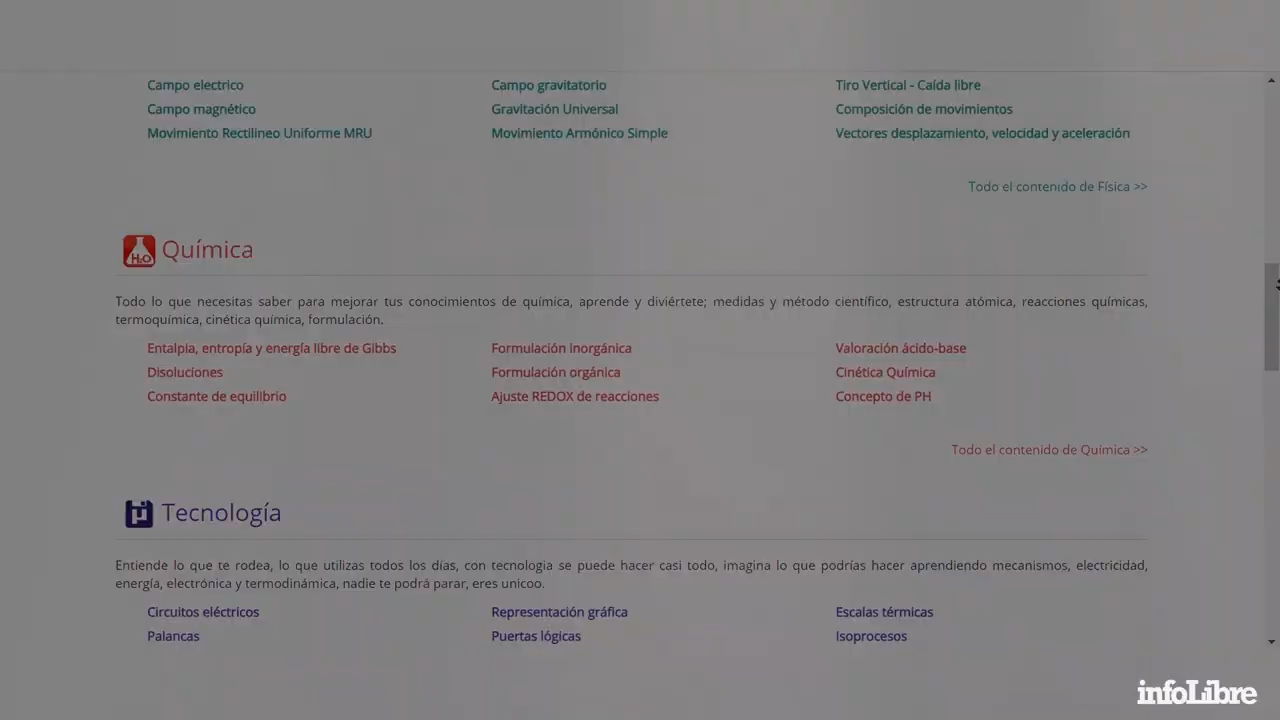 Campo electrico
Campo gravitatorio
Tiro Vertical - Caída libre
Campo magnético
Gravitación Universal
Composición de movimientos
Movimiento Rectilineo Uniforme MRU
Movimiento Armónico Simple
Vectores desplazamiento, velocidad y aceleración
Todo el contenido de Física >>
H₂O
Química
Todo lo que necesitas saber para mejorar tus conocimientos de química, aprende y diviértete; medidas y método científico, estructura atómica, reacciones químicas,
termoquímica, cinética química, formulación.
Entalpia, entropía y energía libre de Gibbs
Formulación inorgánica
Valoración ácido-base
Disoluciones
Formulación orgánica
Cinética Química
Constante de equilibrio
Ajuste REDOX de reacciones
Concepto de PH
Todo el contenido de Química >>
μ Tecnología
Entiende lo que te rodea, lo que utilizas todos los días, con tecnologia se puede hacer casi todo, imagina lo que podrías hacer aprendiendo mecanismos, electricidad,
energía, electrónica y termodinámica, nadie te podrá parar, eres unicoo.
Circuitos eléctricos
Representación gráfica
Escalas térmicas
Palancas
Puertas lógicas
Isoprocesos
infoLibre